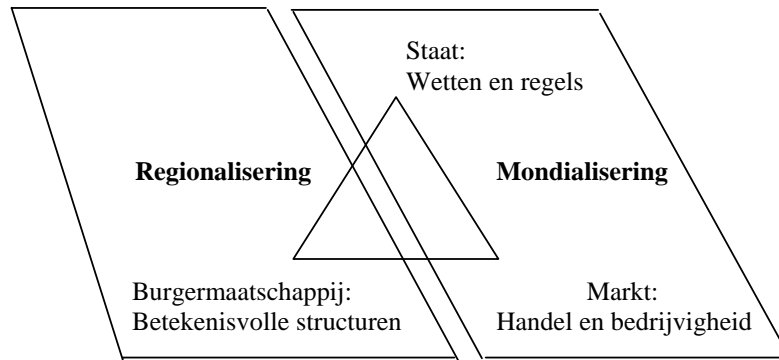 Staat:
Wetten en regels
Regionalisering
Mondialisering
Burgermaatschappij:
Betekenisvolle structuren
Markt:
Handel en bedrijvigheid